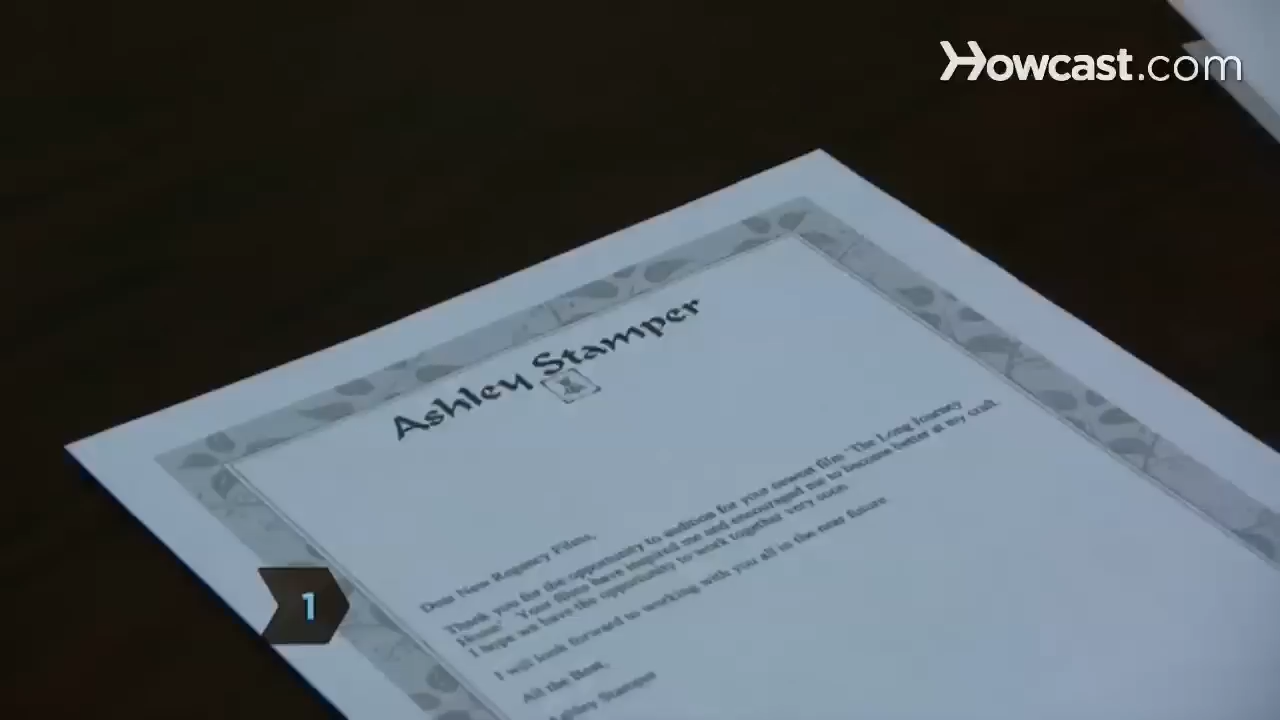 Howcast.com
Ashley Stamper
Dear New Regency Films,
Thank you for the opportunity to audition for your newest film "The Long Journey
Home". Your films have inspired me and encouraged me to become better at my craft.
I hope we have the opportunity to work together very soon.
I will look forward to working with you all in the near future
All the Best,
Ashley Stamper
1